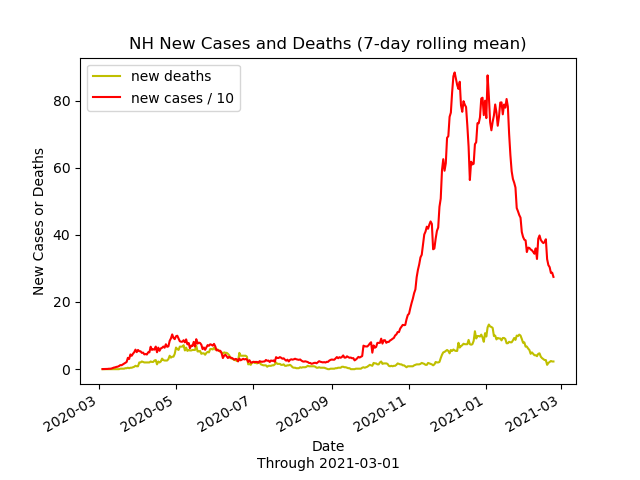 NH New Cases and Deaths (7-day rolling mean)
new deaths
new cases / 10
80
60
40
20
0
New Cases or Deaths
2020-03
2020-05
2020-07
2020-09
2020-11
2021-01
2021-03
Date
Through 2021-03-01